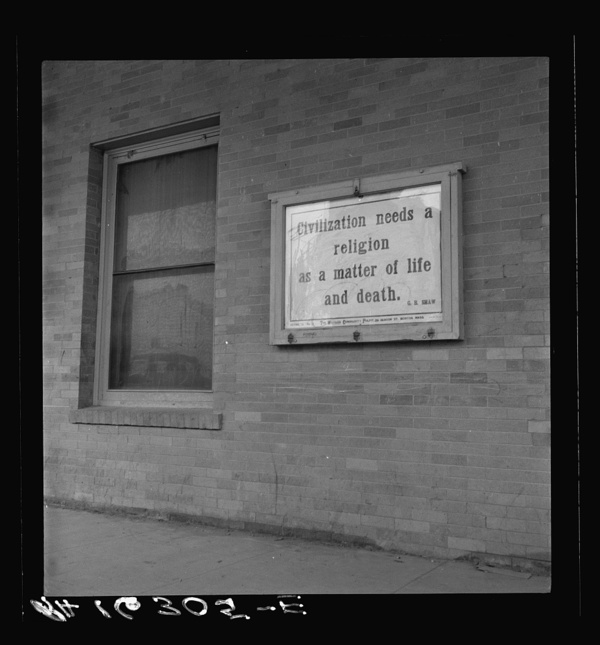 Civilization needs a
religion
as a matter of life
and death.
G. B. SHAW